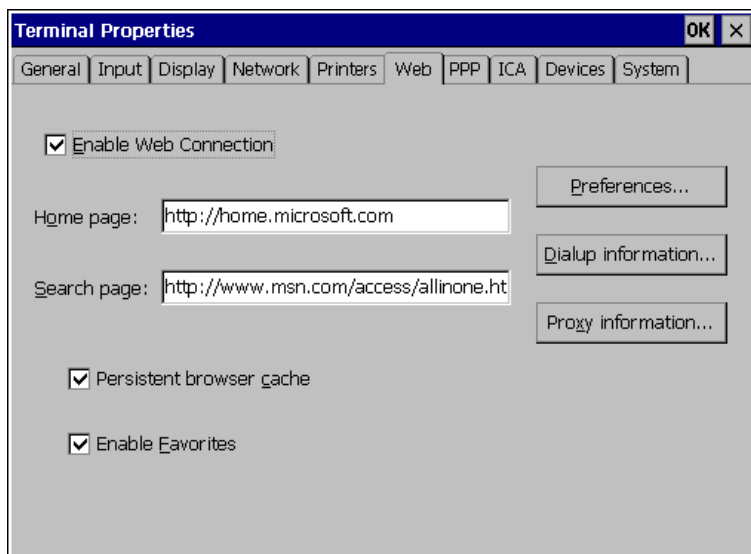 Terminal Properties OK ×
General Input Display Network Printers Web PPP ICA Devices System
Enable Web Connection
Preferences...
Home page: http://home.microsoft.com
Dialup information...
Search page: http://www.msn.com/access/allinone.ht
Proxy information...
Persistent browser cache
Enable Favorites